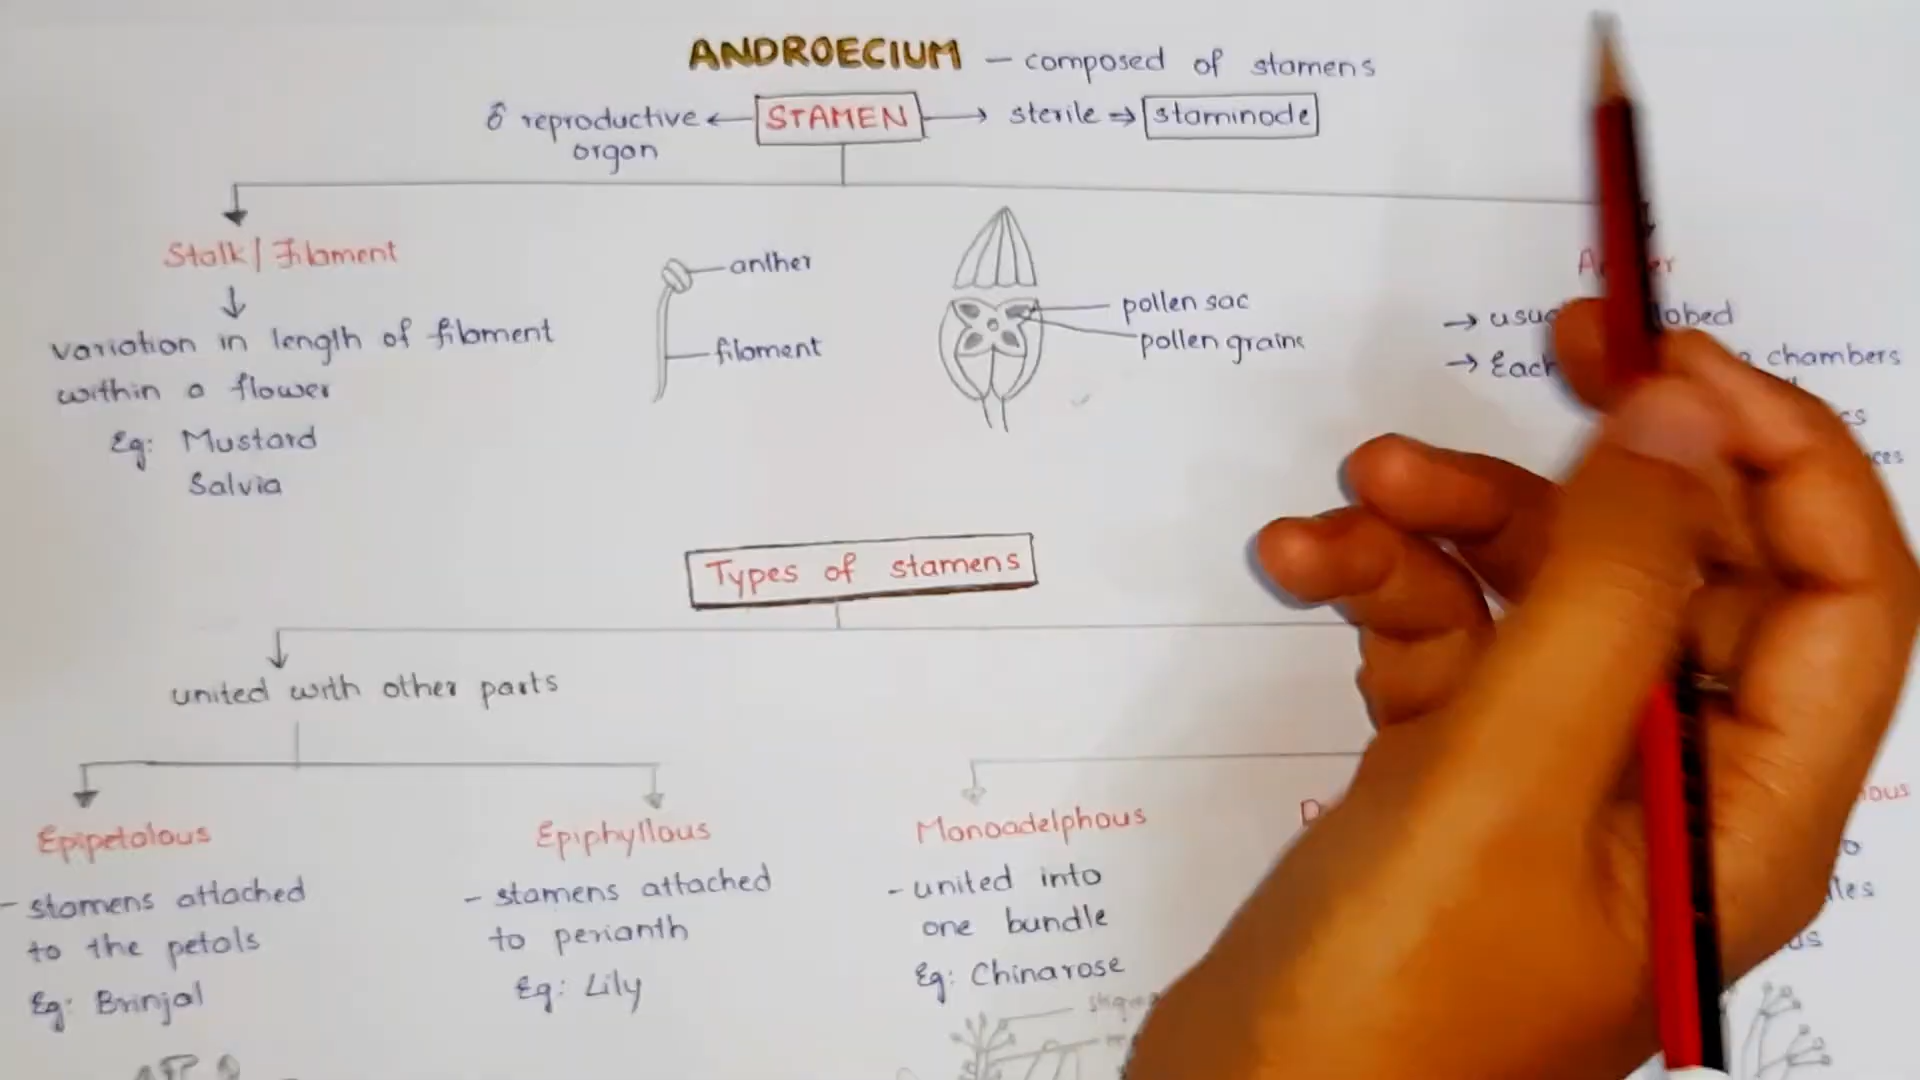 ANDROECIUM - composed of stamens
♂ reproductive organ ← STAMEN → sterile ⇒ staminode
Stalk / Filament
variation in length of filament
within a flower
Eg: Mustard
Salvia
anther
filament
pollen sac
pollen grains
→
→ Each chambers
Types of stamens
united with other parts
Epipetalous
- stamens attached
to the petals
Eg: Brinjal
Epiphyllous
- stamens attached
to perianth
Eg: Lily
Monoadelphous
- united into
one bundle
Eg: Chinarose